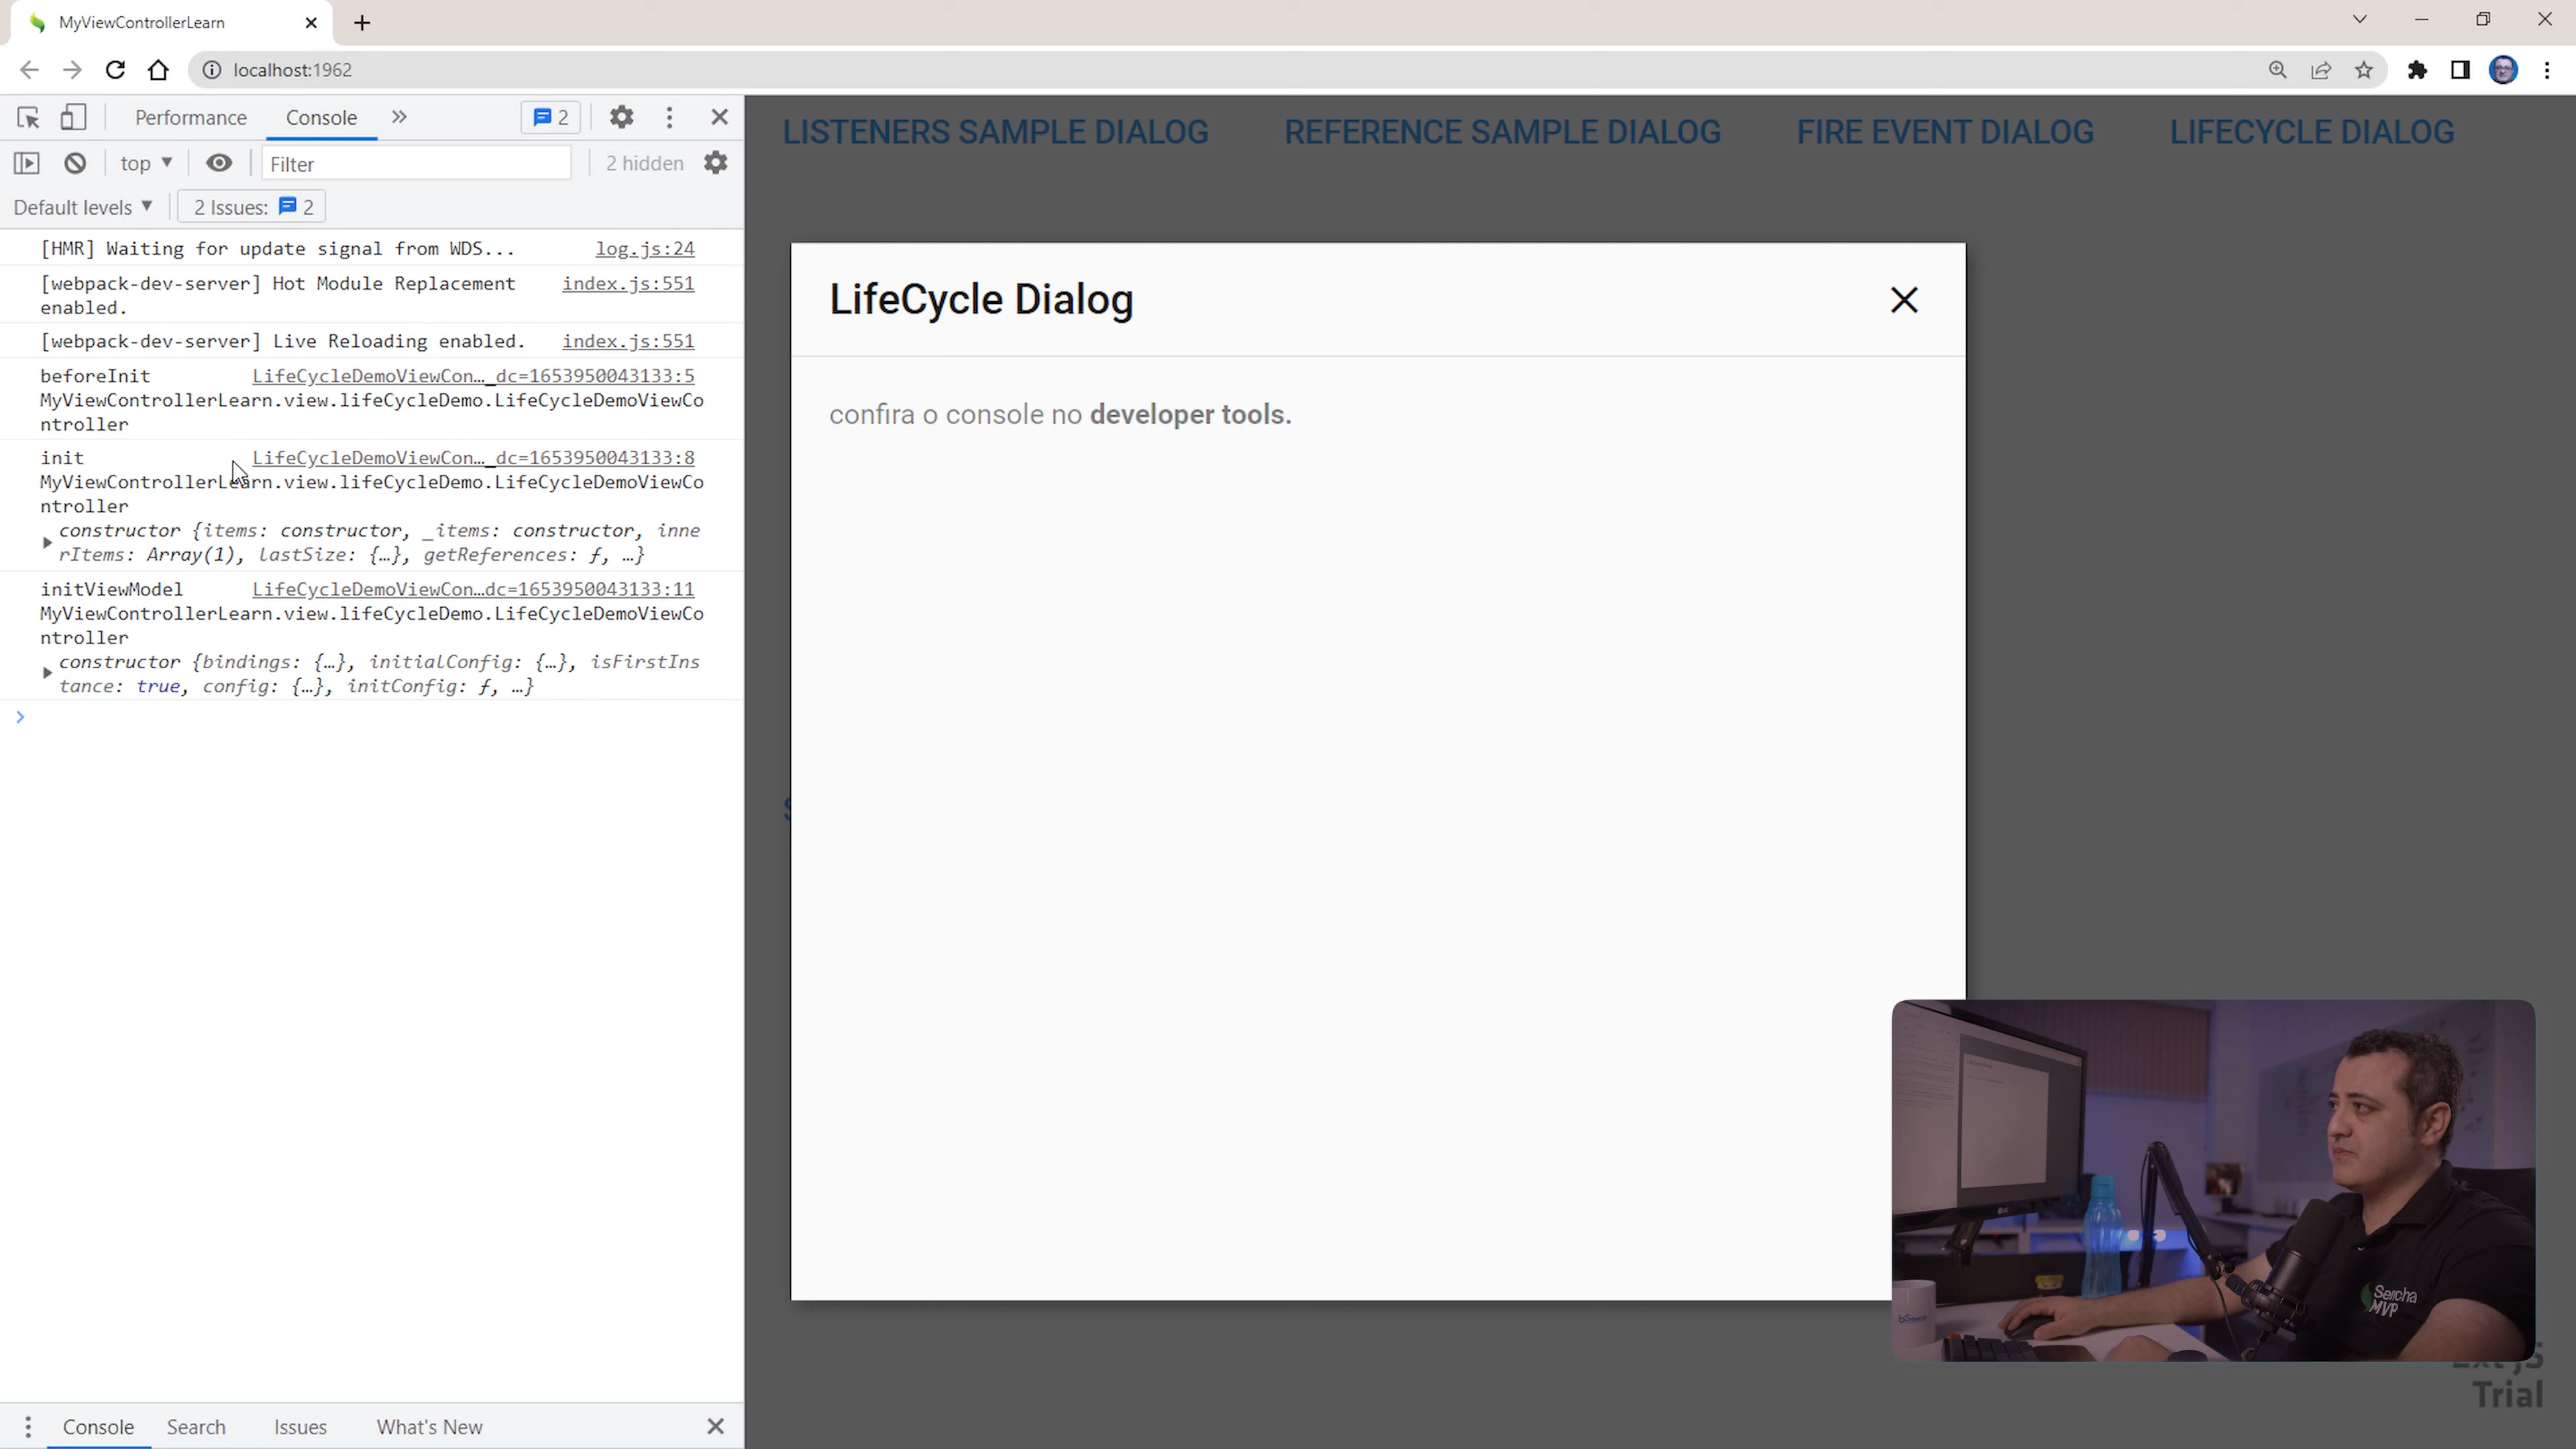 MyViewControllerLearn
localhost:1962
Performance
Console
2
top
Filter
2 hidden
Default levels
2 Issues:
2
[HMR] Waiting for update signal from WDS...
log.js:24
[webpack-dev-server] Hot Module Replacement
index.js:551
enabled.
[webpack-dev-server] Live Reloading enabled.
index.js:551
beforeInit
LifeCycleDemoViewCon…_dc=1653950043133:5
MyViewControllerLearn.view.lifeCycleDemo.LifeCycleDemoViewCo
ntroller
init
LifeCycleDemoViewCon…_dc=1653950043133:8
MyViewControllerLearn.view.lifeCycleDemo.LifeCycleDemoViewCo
ntroller
constructor {items: constructor, _items: constructor, inne
rItems: Array(1), lastSize: {…}, getReferences: ƒ, …}
initViewModel
LifeCycleDemoViewCon…dc=1653950043133:11
MyViewControllerLearn.view.lifeCycleDemo.LifeCycleDemoViewCo
ntroller
constructor {bindings: {…}, initialConfig: {…}, isFirstIns
tance: true, config: {…}, initConfig: ƒ, …}
Console
Search
Issues
What's New
LISTENERS SAMPLE DIALOG
REFERENCE SAMPLE DIALOG
FIRE EVENT DIALOG
LIFECYCLE DIALOG
LifeCycle Dialog
confira o console no developer tools.
Sencha
MVP
Ext JS
Trial